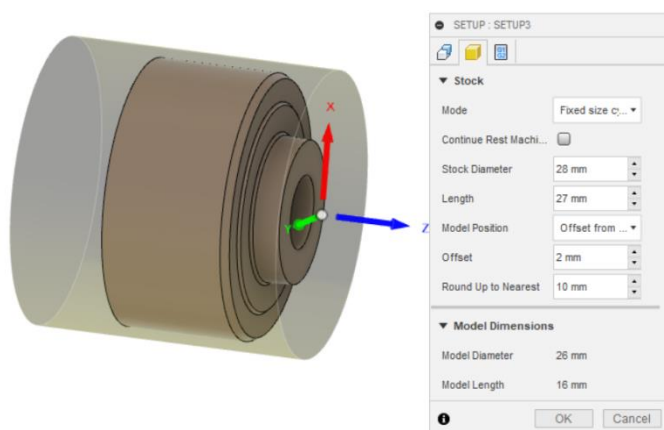 SETUP : SETUP3
Stock
Mode Fixed size cy... ▾
Continue Rest Machi...
Stock Diameter 28 mm
Length 27 mm
Model Position Offset from ... ▾
Offset 2 mm
Round Up to Nearest 10 mm
Model Dimensions
Model Diameter 26 mm
Model Length 16 mm
OK Cancel
X
Y
Z